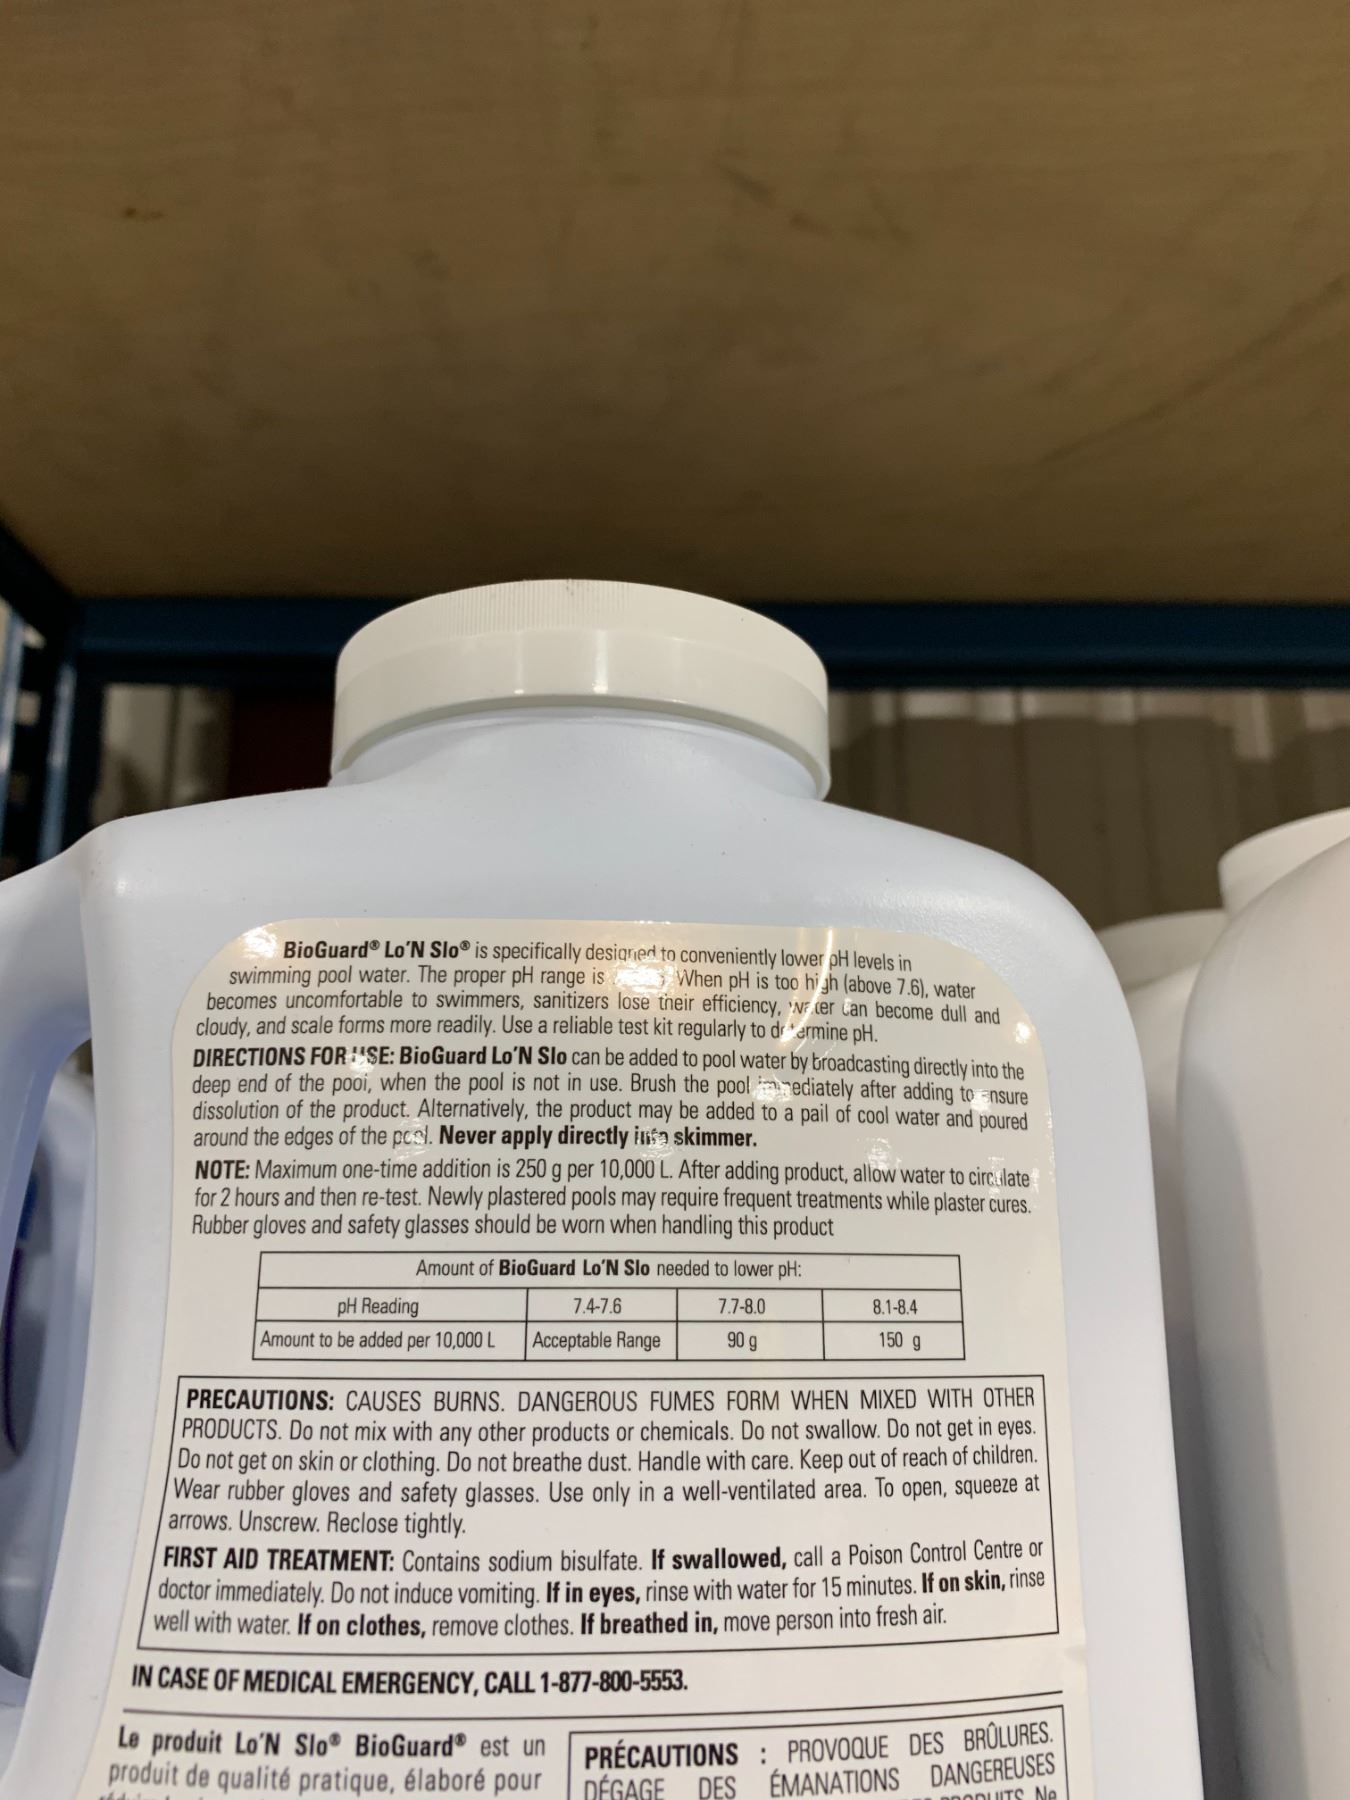 BioGuard® Lo'N Slo® is specifically designed to conveniently lower pH levels in
swimming pool water. The proper pH range is When pH is too high (above 7.6), water
becomes uncomfortable to swimmers, sanitizers lose their efficiency, water can become dull and
cloudy, and scale forms more readily. Use a reliable test kit regularly to determine pH.
DIRECTIONS FOR USE: BioGuard Lo'N Slo can be added to pool water by broadcasting directly into the
deep end of the pool, when the pool is not in use. Brush the pool immediately after adding to ensure
dissolution of the product. Alternatively, the product may be added to a pail of cool water and poured
around the edges of the pool. Never apply directly into skimmer.
NOTE: Maximum one-time addition is 250 g per 10,000 L. After adding product, allow water to circulate
for 2 hours and then re-test. Newly plastered pools may require frequent treatments while plaster cures.
Rubber gloves and safety glasses should be worn when handling this product
Amount of BioGuard Lo'N Slo needed to lower pH:
pH Reading 7.4-7.6 7.7-8.0 8.1-8.4
Amount to be added per 10,000 L Acceptable Range 90 g 150 g
PRECAUTIONS: CAUSES BURNS. DANGEROUS FUMES FORM WHEN MIXED WITH OTHER
PRODUCTS. Do not mix with any other products or chemicals. Do not swallow. Do not get in eyes.
Do not get on skin or clothing. Do not breathe dust. Handle with care. Keep out of reach of children.
Wear rubber gloves and safety glasses. Use only in a well-ventilated area. To open, squeeze at
arrows. Unscrew. Reclose tightly.
FIRST AID TREATMENT: Contains sodium bisulfate. If swallowed, call a Poison Control Centre or
doctor immediately. Do not induce vomiting. If in eyes, rinse with water for 15 minutes. If on skin, rinse
well with water. If on clothes, remove clothes. If breathed in, move person into fresh air.
IN CASE OF MEDICAL EMERGENCY, CALL 1-877-800-5553.
Le produit Lo'N Slo® BioGuard® est un
produit de qualité pratique, élaboré pour
PRÉCAUTIONS : PROVOQUE DES BRÛLURES.
DÉGAGE DES ÉMANATIONS DANGEREUSES
PRODUITS. Ne